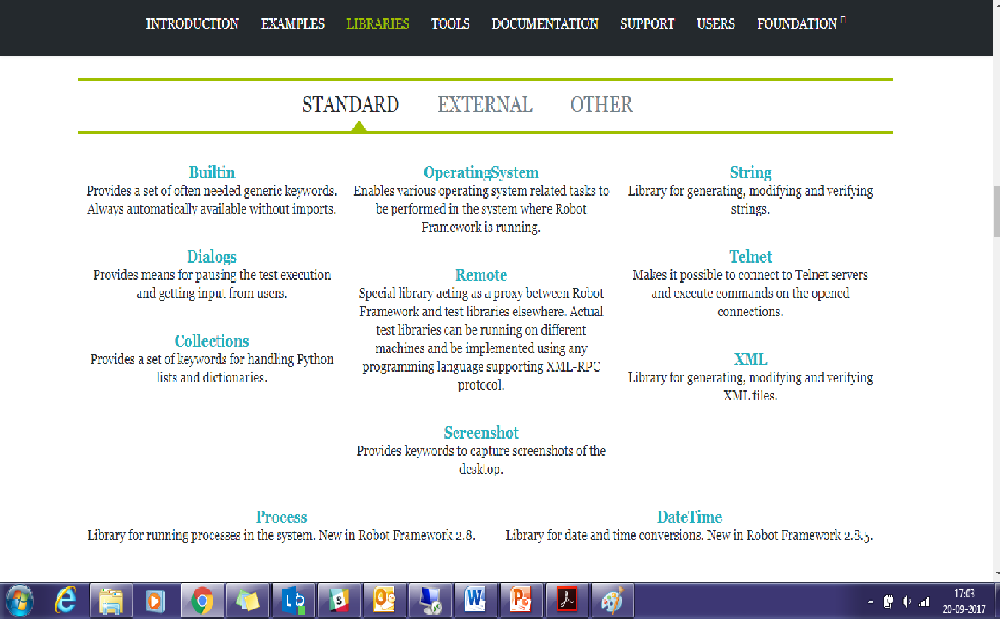 INTRODUCTION EXAMPLES LIBRARIES TOOLS DOCUMENTATION SUPPORT USERS FOUNDATION
STANDARD EXTERNAL OTHER
Builtin
Provides a set of often needed generic keywords.
Always automatically available without imports.
Dialogs
Provides means for pausing the test execution
and getting input from users.
Collections
Provides a set of keywords for handling Python
lists and dictionaries.
OperatingSystem
Enables various operating system related tasks to
be performed in the system where Robot
Framework is running.
Remote
Special library acting as a proxy between Robot
Framework and test libraries elsewhere. Actual
test libraries can be running on different
machines and be implemented using any
programming language supporting XML-RPC
protocol.
Screenshot
Provides keywords to capture screenshots of the
desktop.
String
Library for generating, modifying and verifying
strings.
Telnet
Makes it possible to connect to Telnet servers
and execute commands on the opened
connections.
XML
Library for generating, modifying and verifying
XML files.
Process
Library for running processes in the system. New in Robot Framework 2.8.
DateTime
Library for date and time conversions. New in Robot Framework 2.8.5.
17:03
20-09-2017